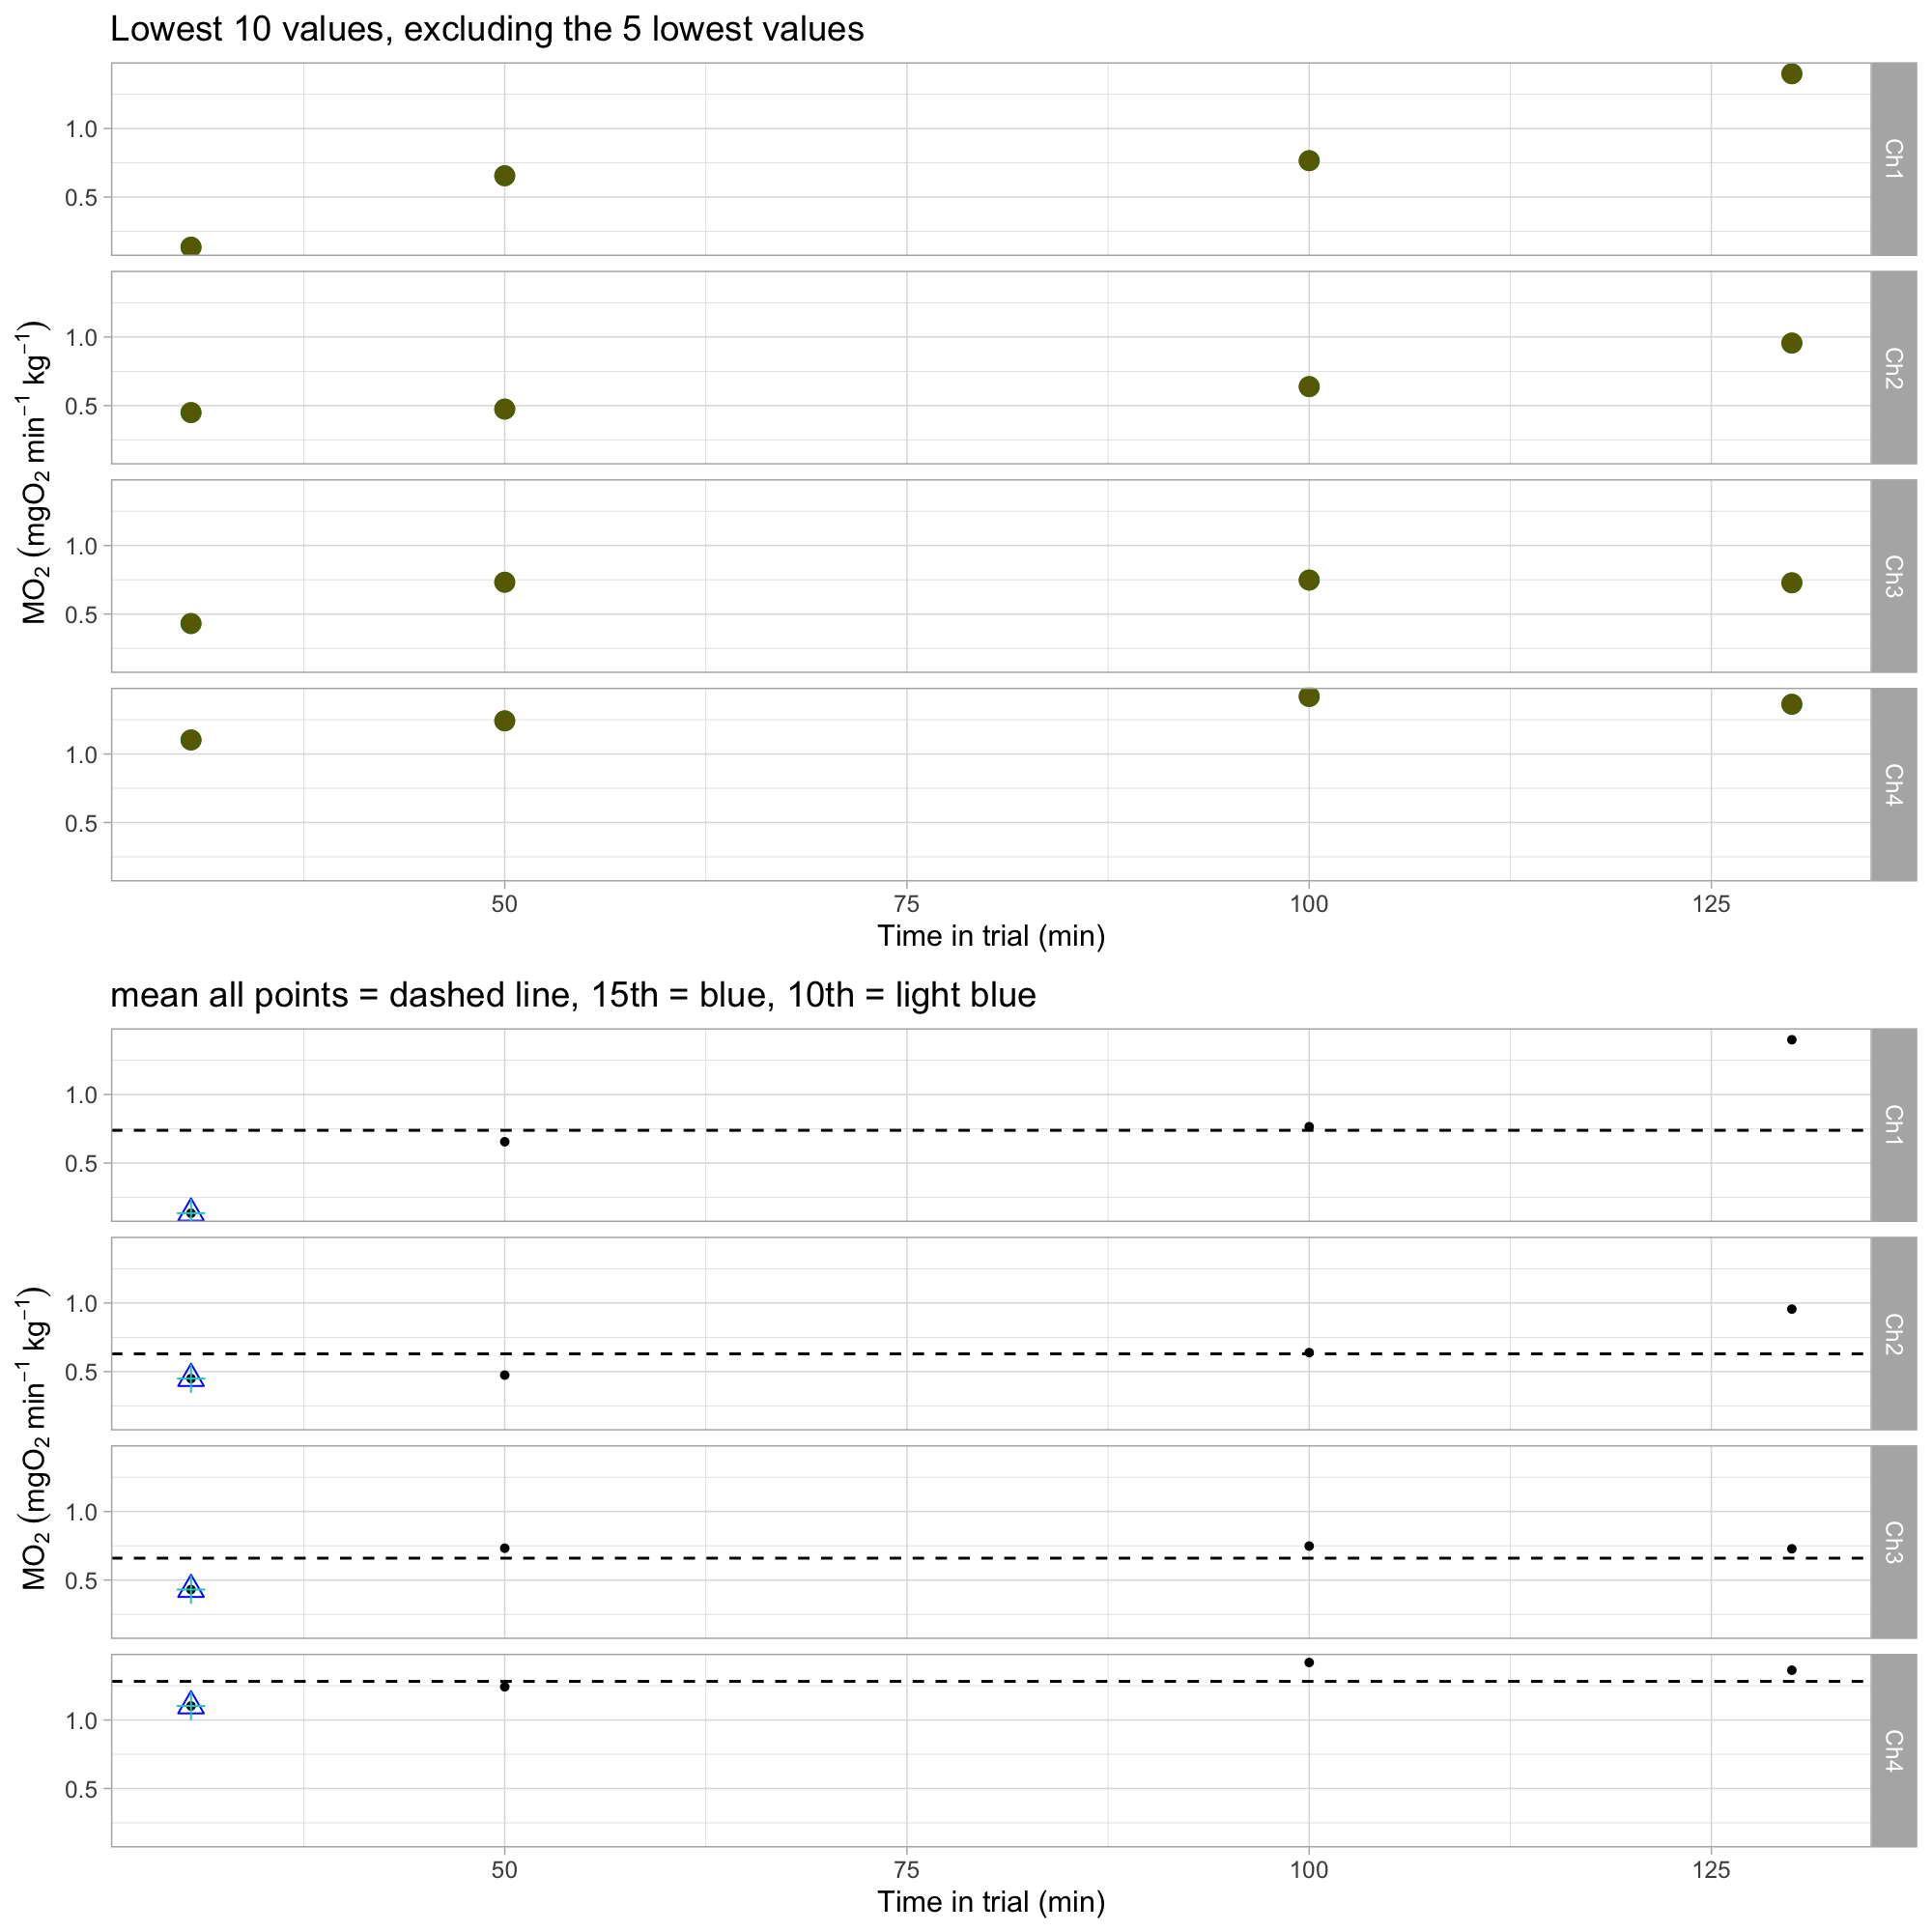 Lowest 10 values, excluding the 5 lowest values
1.0
0.5
Ch1
1.0
0.5
Ch2
1.0
0.5
Ch3
1.0
0.5
Ch4
MO₂ (mgO₂ min⁻¹ kg⁻¹)
50 75 100 125
Time in trial (min)
mean all points = dashed line, 15th = blue, 10th = light blue
1.0
0.5
Ch1
1.0
0.5
Ch2
1.0
0.5
Ch3
1.0
0.5
Ch4
MO₂ (mgO₂ min⁻¹ kg⁻¹)
50 75 100 125
Time in trial (min)